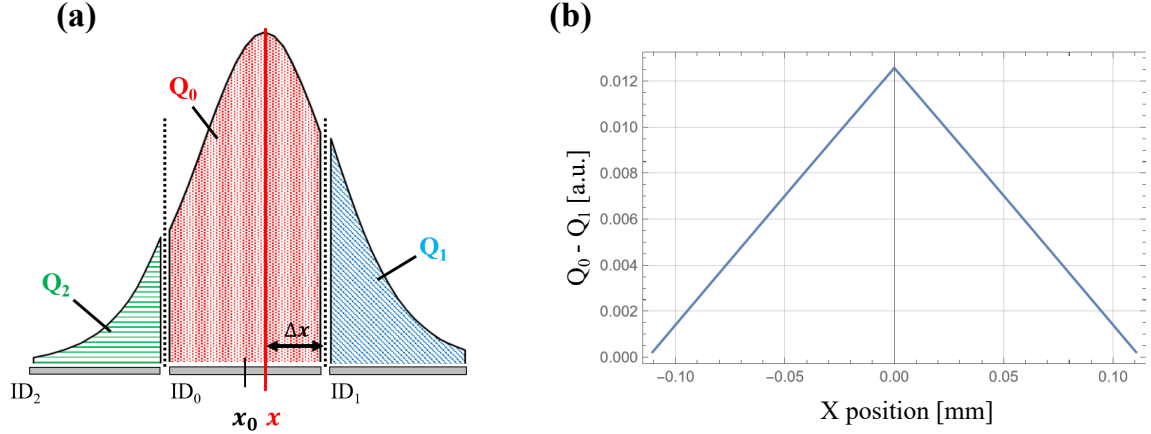 (a)
Q₀
Q₁
Q₂
Δx
ID₂
ID₀
ID₁
x₀ x
(b)
Q₀ - Q₁ [a.u.]
0.012
0.010
0.008
0.006
0.004
0.002
0.000
−0.10 −0.05 0.00 0.05 0.10
X position [mm]